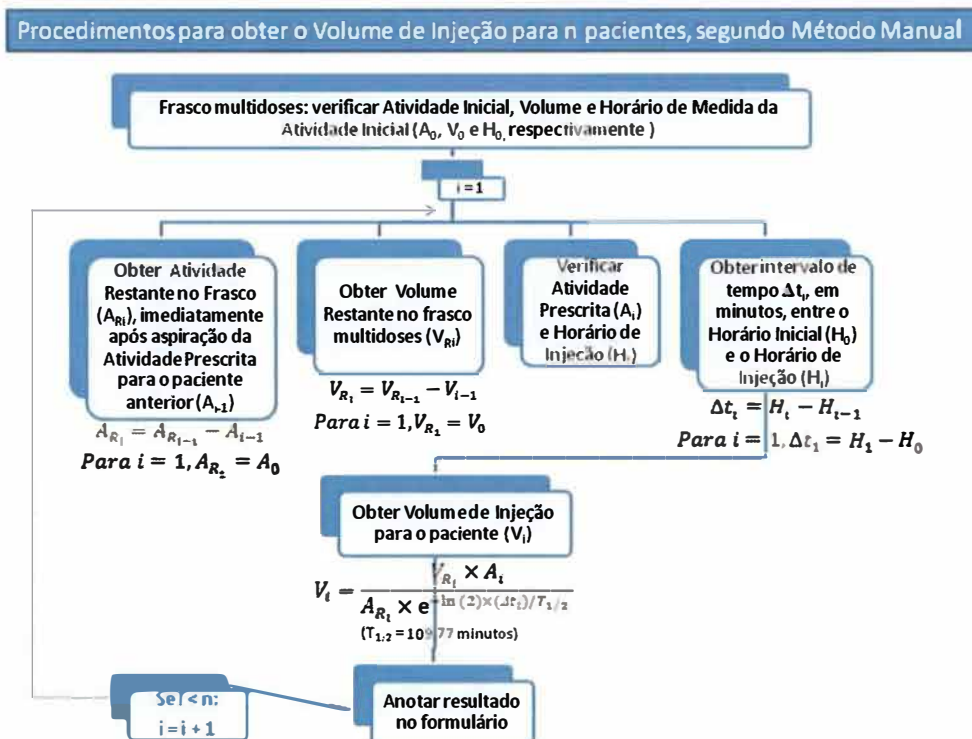 Procedimentos para obter o Volume de Injeção para n pacientes, segundo Método Manual
Frasco multidoses: verificar Atividade Inicial, Volume e Horário de Medida da
Atividade Inicial (A₀, V₀ e H₀, respectivamente )
i = 1
Obter Atividade
Restante no Frasco
(A_Ri), imediatamente
após aspiração da
Atividade Prescrita
para o paciente
anterior (A_i-1)
A_Ri = A_Ri-1 − A_i−1
Para i = 1, A_R1 = A₀
Obter Volume
Restante no frasco
multidoses (V_Ri)
V_Ri = V_Ri-1 − V_i−1
Para i = 1, V_R1 = V₀
Verificar
Atividade
Prescrita (A_i)
e Horário de
Injeção (H_i)
Obter intervalo de
tempo Δt_i, em
minutos, entre o
Horário Inicial (H₀)
e o Horário de
Injeção (H_i)
Δt_i = H_i − H_i−1
Para i = 1, Δt₁ = H₁ − H₀
Obter Volume de Injeção
para o paciente (V_i)
V_i = V_Ri × A_i / A_Ri × e^−ln (2)×(Δt_i)/T_1/2
(T_1/2 = 109,77 minutos)
Anotar resultado
no formulário
Se i < n:
i = i + 1